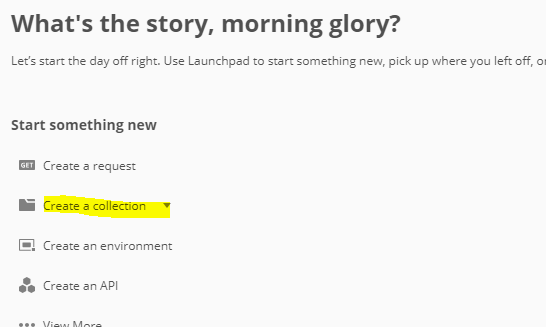 What's the story, morning glory?
Let's start the day off right. Use Launchpad to start something new, pick up where you left off,
Start something new
GET Create a request
Create a collection
Create an environment
Create an API
View More